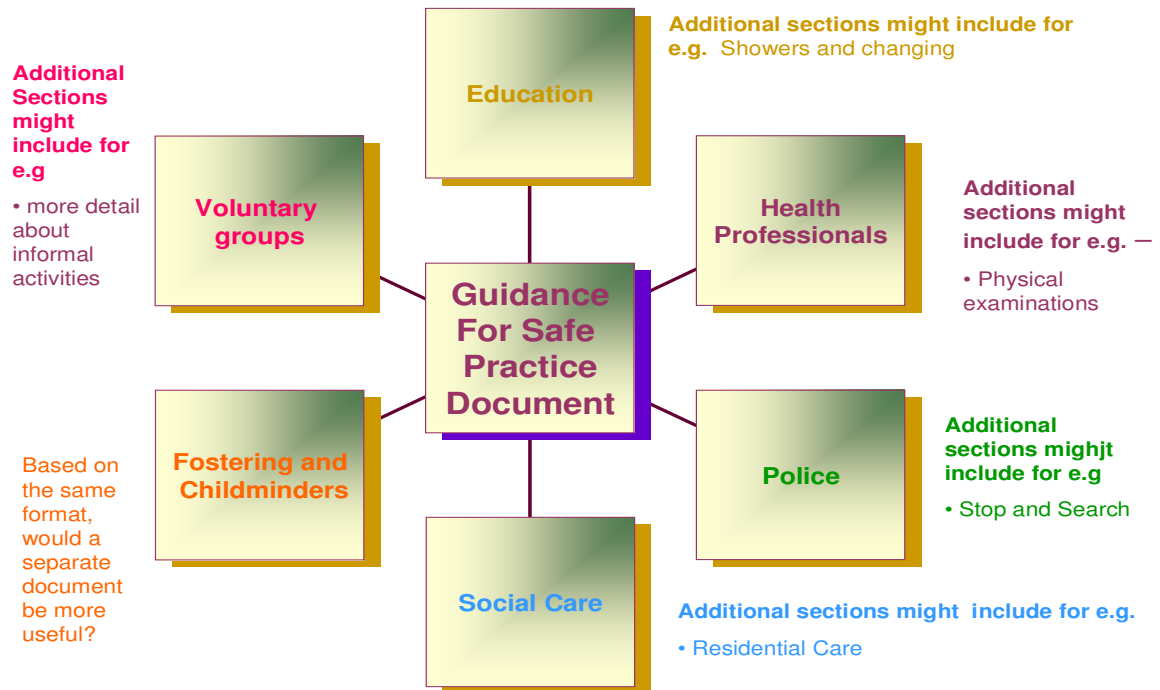 Additional sections might include for
e.g. Showers and changing
Education
Additional
Sections
might
include for
e.g
• more detail
about
informal
activities
Voluntary
groups
Health
Professionals
Additional
sections might
include for e.g. –
• Physical
examinations
Guidance
For Safe
Practice
Document
Based on
the same
format,
would a
separate
document
be more
useful?
Fostering and
Childminders
Police
Additional
sections mighjt
include for e.g
• Stop and Search
Social Care
Additional sections might include for e.g.
• Residential Care